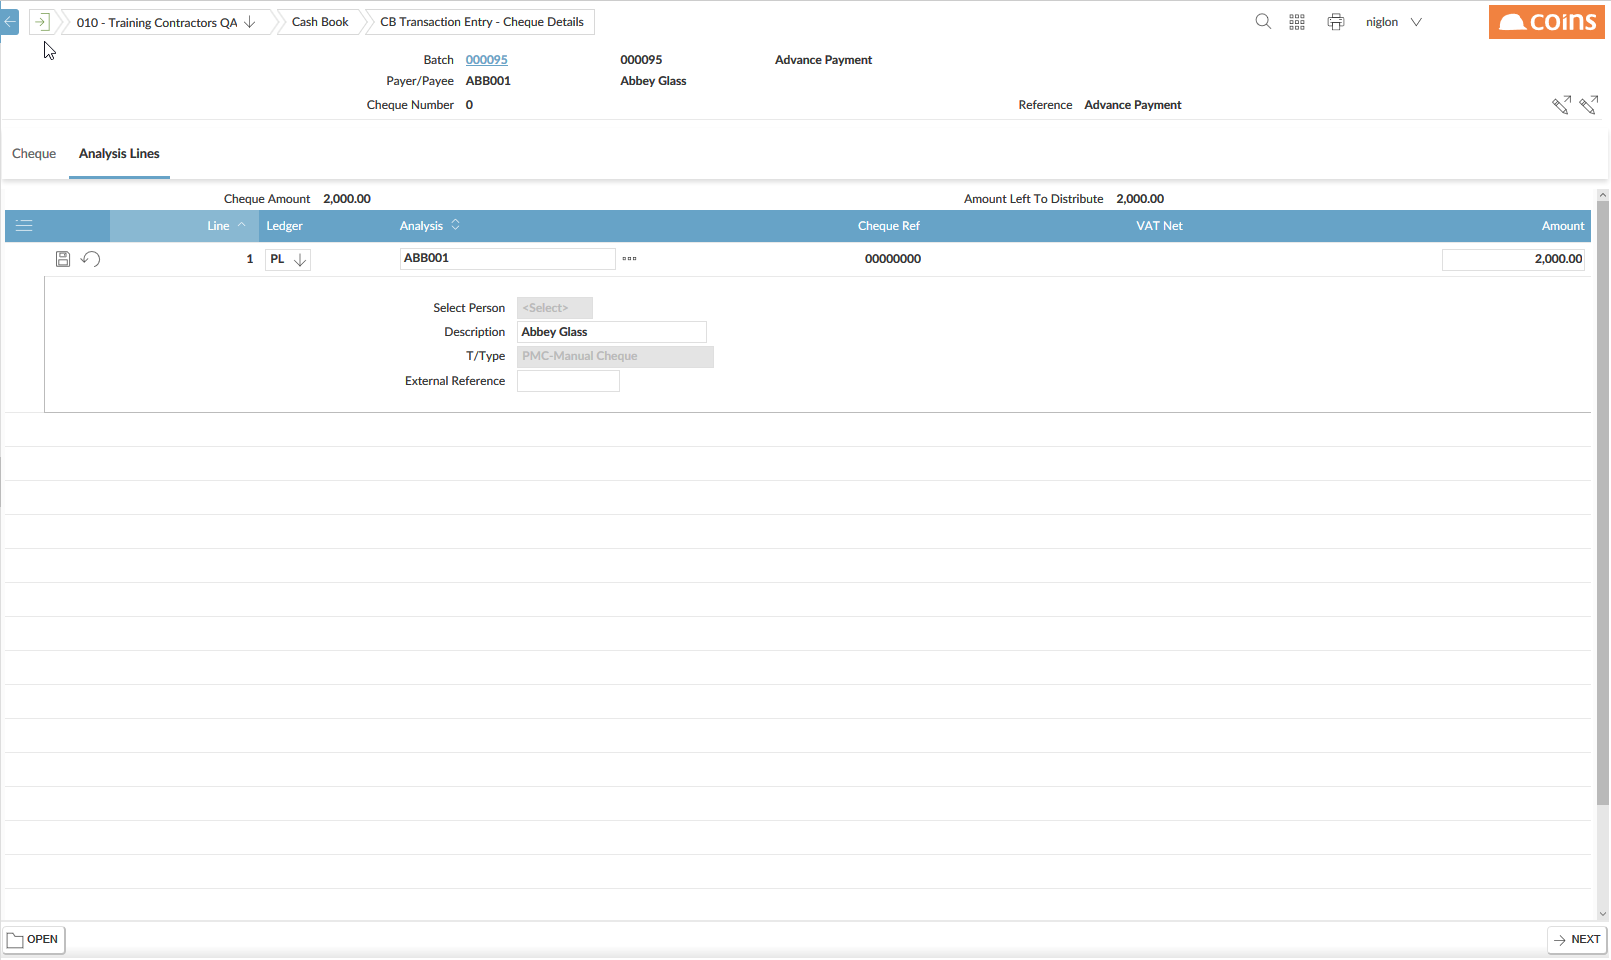 010 - Training Contractors QA Cash Book CB Transaction Entry - Cheque Details niglon coins
Batch 000095 000095 Advance Payment
Payer/Payee ABB001 Abbey Glass
Cheque Number 0 Reference Advance Payment
Cheque Analysis Lines
Cheque Amount 2,000.00 Amount Left To Distribute 2,000.00
Line Ledger Analysis Cheque Ref VAT Net Amount
1 PL ABB001 00000000 2,000.00
Select Person <Select>
Description Abbey Glass
T/Type PMC-Manual Cheque
External Reference
OPEN NEXT